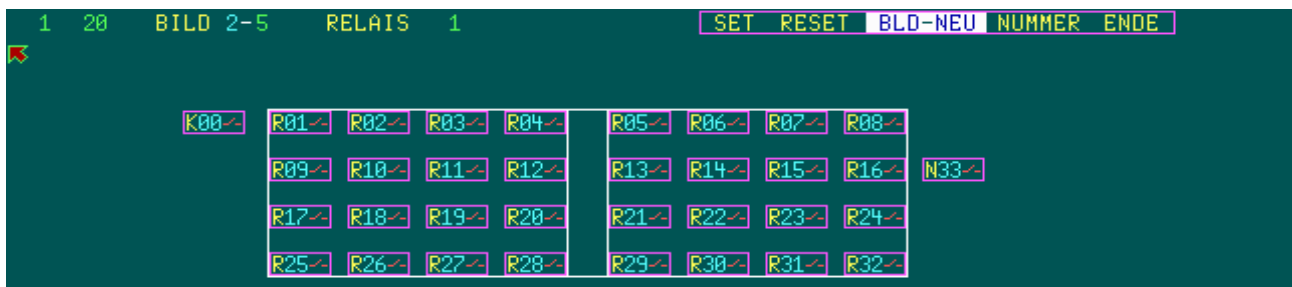 1 20 BILD 2-5 RELAIS 1 SET RESET BLD-NEU NUMMER ENDE
K00 R01 R02 R03 R04 R05 R06 R07 R08
R09 R10 R11 R12 R13 R14 R15 R16 N33
R17 R18 R19 R20 R21 R22 R23 R24
R25 R26 R27 R28 R29 R30 R31 R32